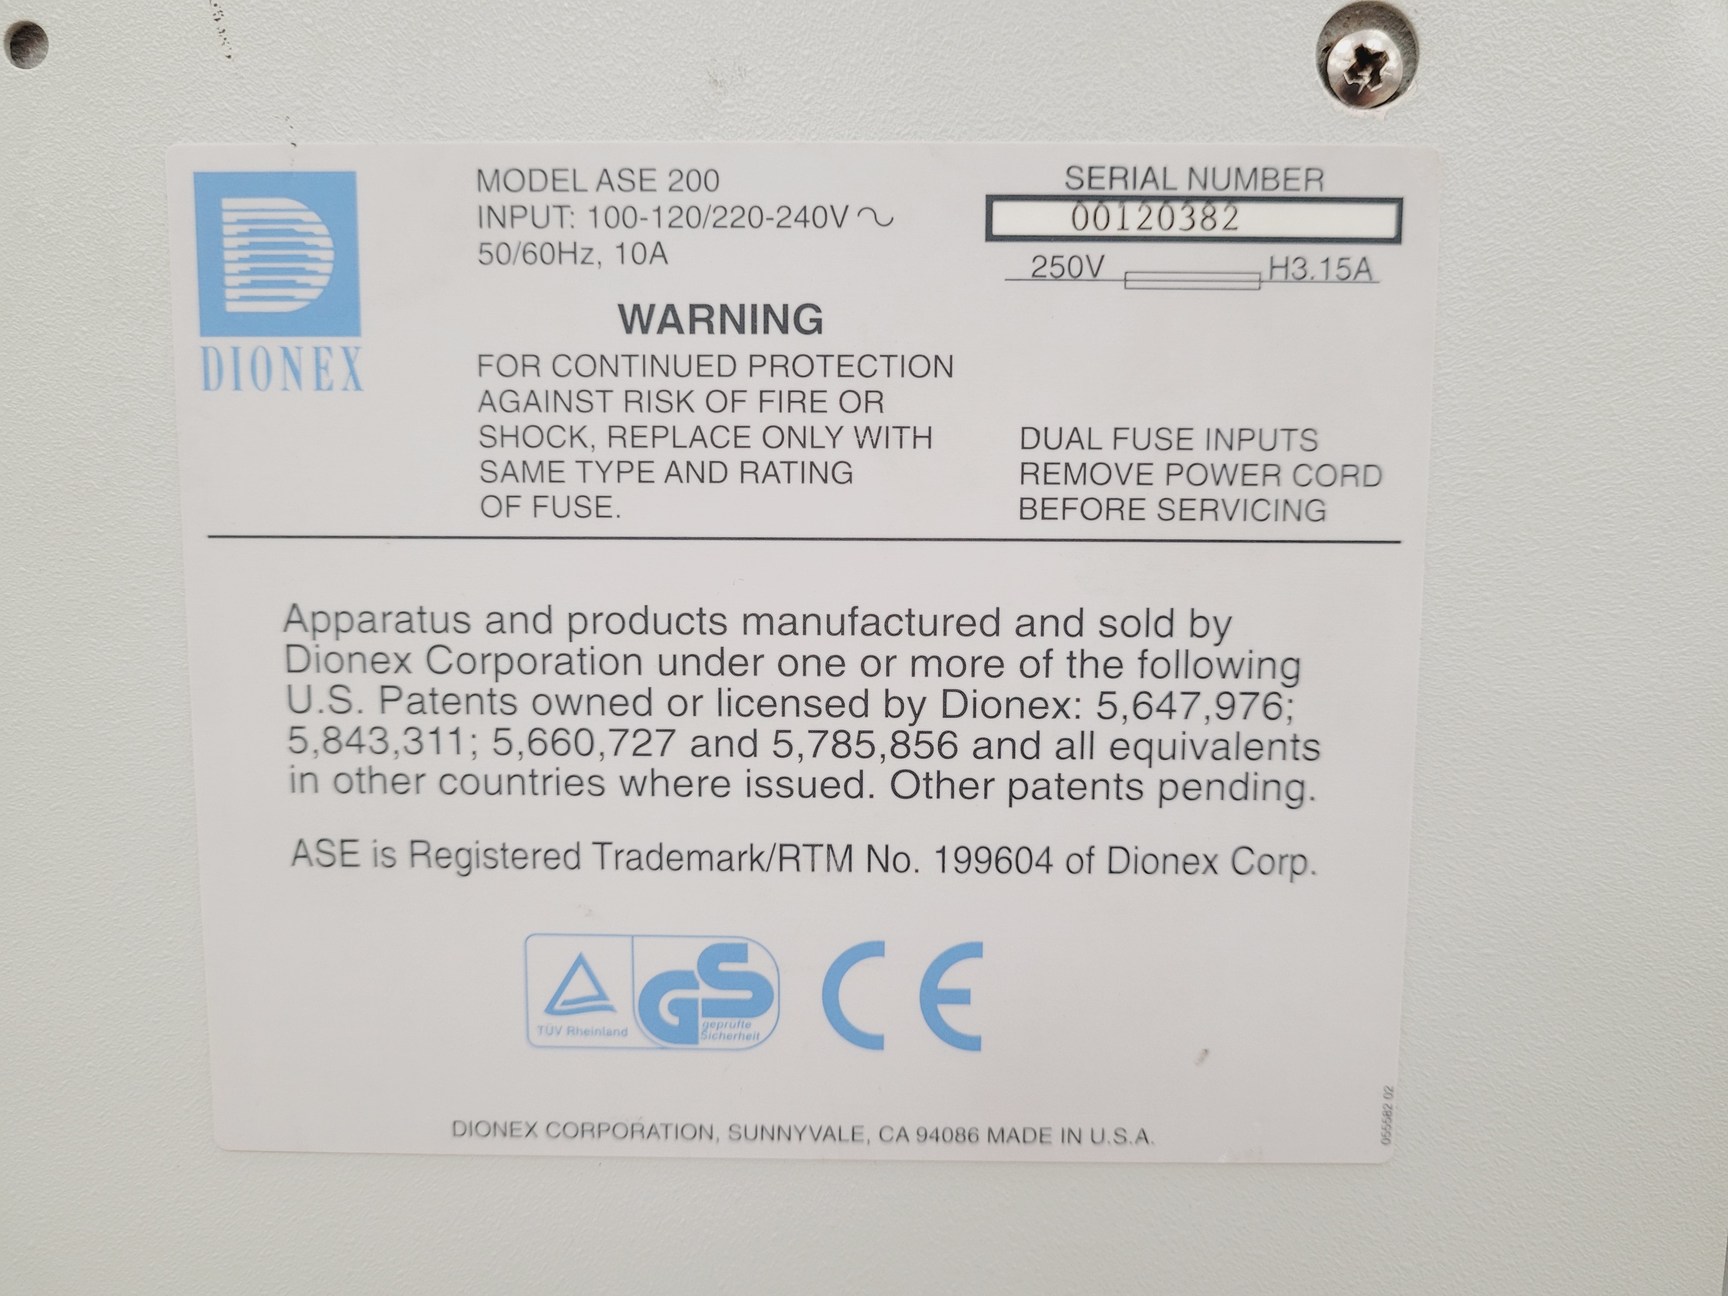 DIONEX
MODEL ASE 200
INPUT: 100-120/220-240V
50/60Hz, 10A
SERIAL NUMBER
00120382
250V H3.15A
WARNING
FOR CONTINUED PROTECTION
AGAINST RISK OF FIRE OR
SHOCK, REPLACE ONLY WITH
SAME TYPE AND RATING
OF FUSE.
DUAL FUSE INPUTS
REMOVE POWER CORD
BEFORE SERVICING
Apparatus and products manufactured and sold by
Dionex Corporation under one or more of the following
U.S. Patents owned or licensed by Dionex: 5,647,976;
5,843,311; 5,660,727 and 5,785,856 and all equivalents
in other countries where issued. Other patents pending.
ASE is Registered Trademark/RTM No. 199604 of Dionex Corp.
TÜV Rheinland
GS
geprüfte
Sicherheit
CE
DIONEX CORPORATION, SUNNYVALE, CA 94086 MADE IN U.S.A.
055582 02